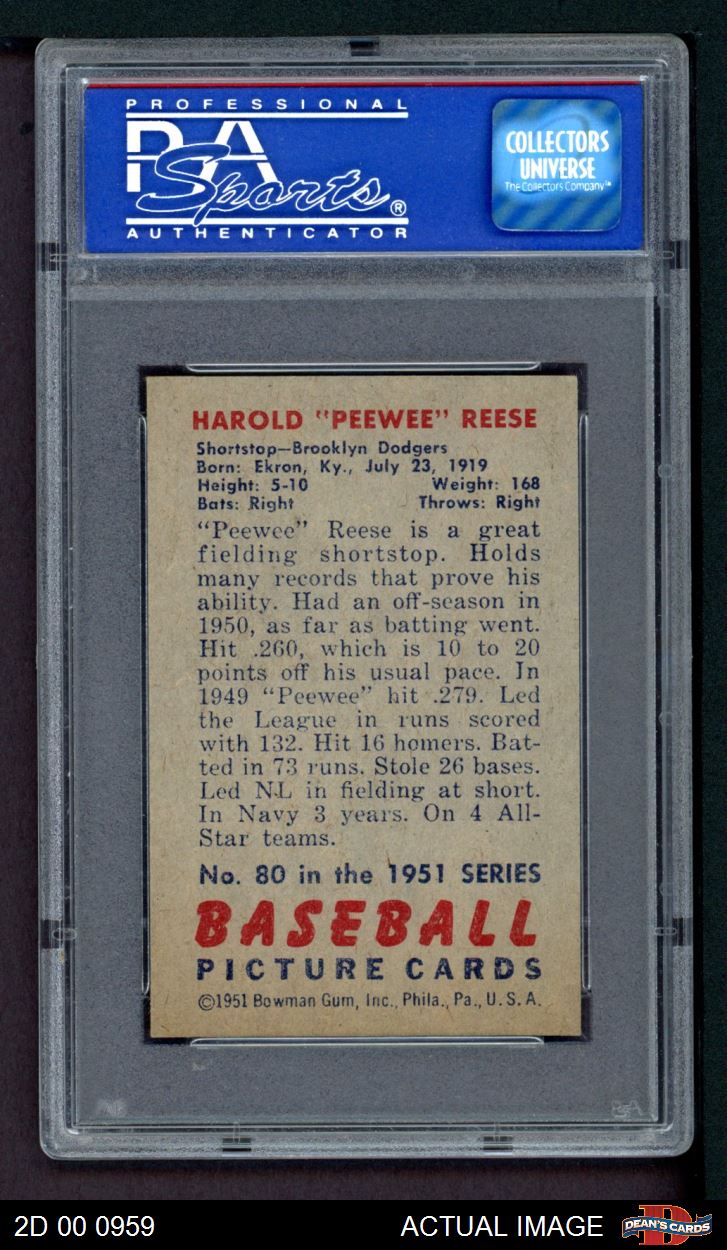 PROFESSIONAL
PSA
Sports®
AUTHENTICATOR
COLLECTORS
UNIVERSE
The Collectors Company™
HAROLD "PEEWEE" REESE
Shortstop—Brooklyn Dodgers
Born: Ekron, Ky., July 23, 1919
Height: 5-10 Weight: 168
Bats: Right Throws: Right
"Peewee" Reese is a great
fielding shortstop. Holds
many records that prove his
ability. Had an off-season in
1950, as far as batting went.
Hit .260, which is 10 to 20
points off his usual pace. In
1949 "Peewee" hit .279. Led
the League in runs scored
with 132. Hit 16 homers. Bat-
ted in 73 runs. Stole 26 bases.
Led NL in fielding at short.
In Navy 3 years. On 4 All-
Star teams.
No. 80 in the 1951 SERIES
BASEBALL
PICTURE CARDS
©1951 Bowman Gum, Inc., Phila., Pa., U.S.A.
2D 00 0959
ACTUAL IMAGE
DEAN'S CARDS